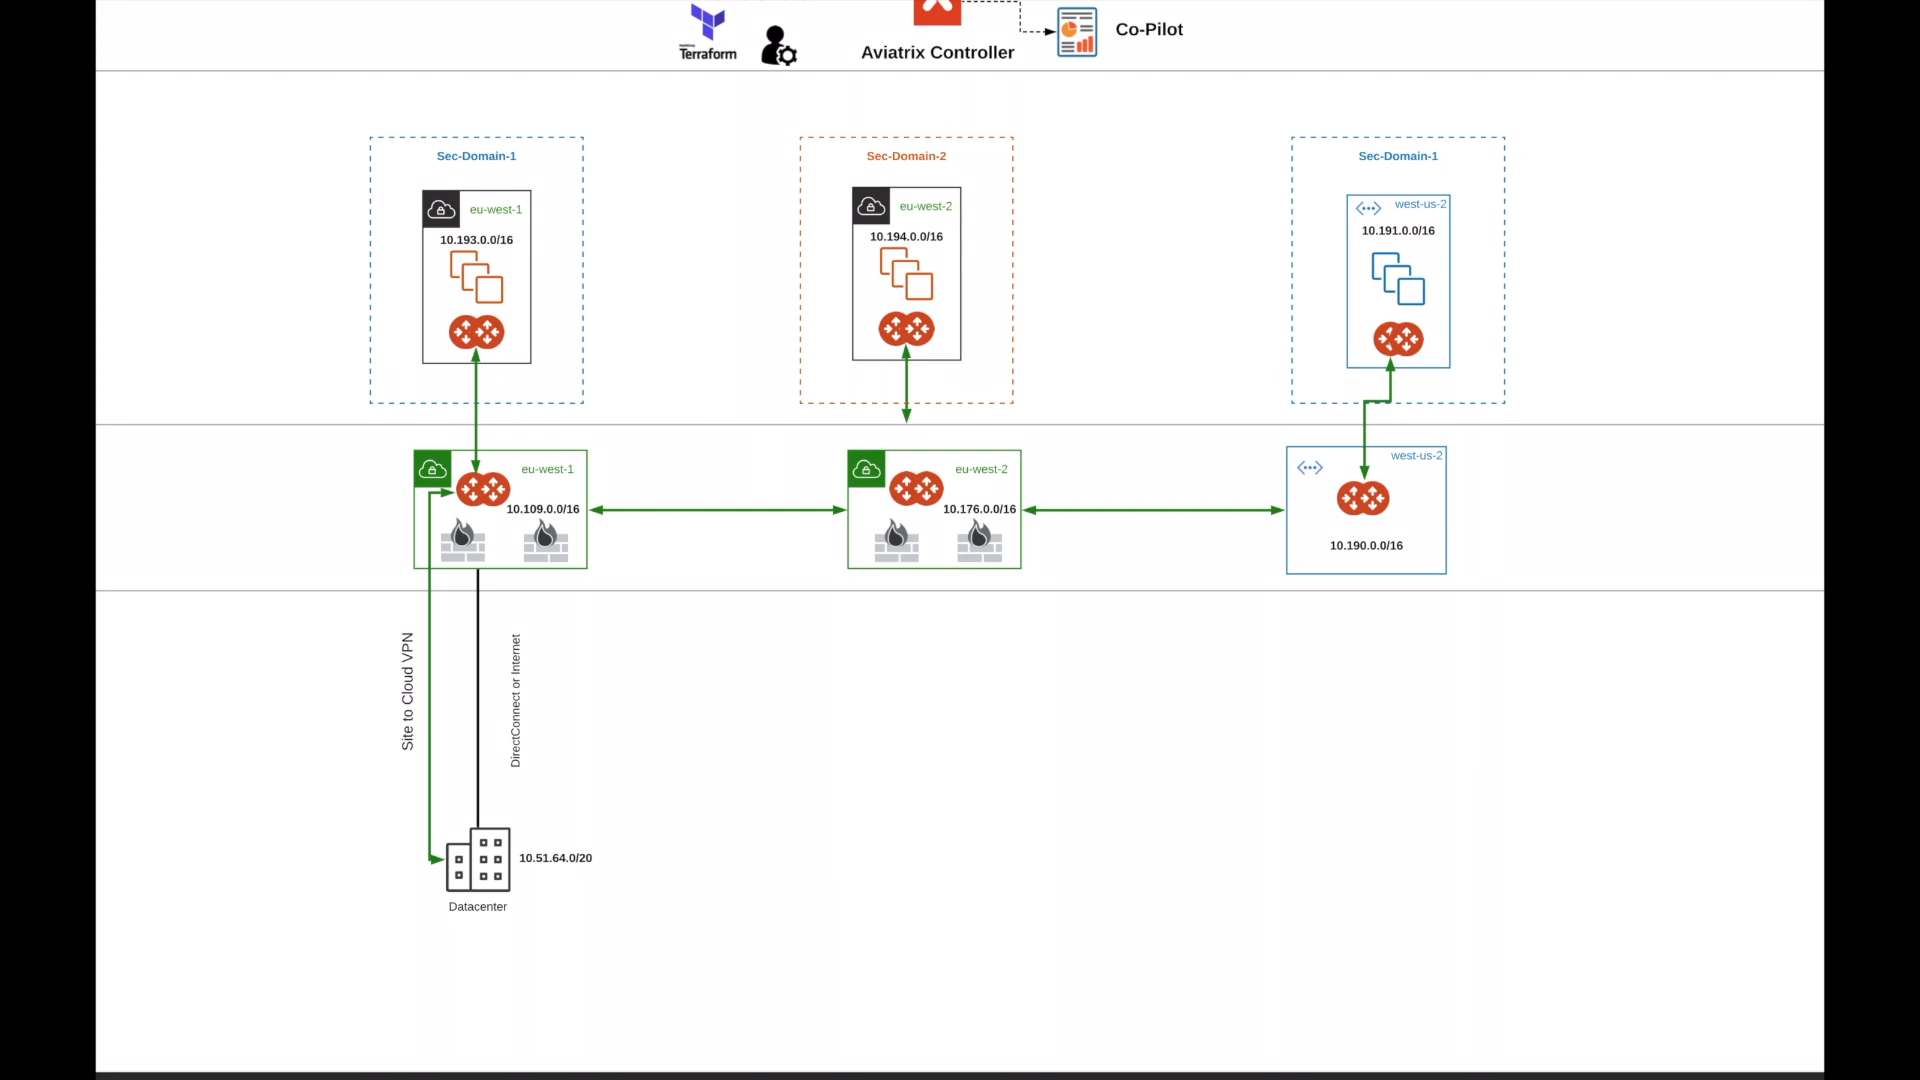 HashiCorp
Terraform
Aviatrix Controller
Co-Pilot
Sec-Domain-1
eu-west-1
10.193.0.0/16
Sec-Domain-2
eu-west-2
10.194.0.0/16
Sec-Domain-1
west-us-2
10.191.0.0/16
eu-west-1
10.109.0.0/16
eu-west-2
10.176.0.0/16
west-us-2
10.190.0.0/16
Site to Cloud VPN
DirectConnect or Internet
10.51.64.0/20
Datacenter